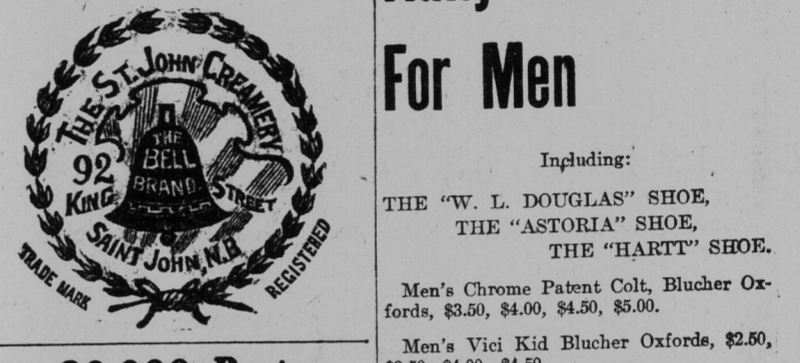 THE ST. JOHN CREAMERY
92
KING STREET
THE
BELL
BRAND
SAINT JOHN, N.B
TRADE MARK
REGISTERED
For Men
Including:
THE "W. L. DOUGLAS" SHOE,
THE "ASTORIA" SHOE,
THE "HARTT" SHOE.
Men's Chrome Patent Colt, Blucher Ox-
fords, $3.50, $4.00, $4.50, $5.00.
Men's Vici Kid Blucher Oxfords, $2.50,